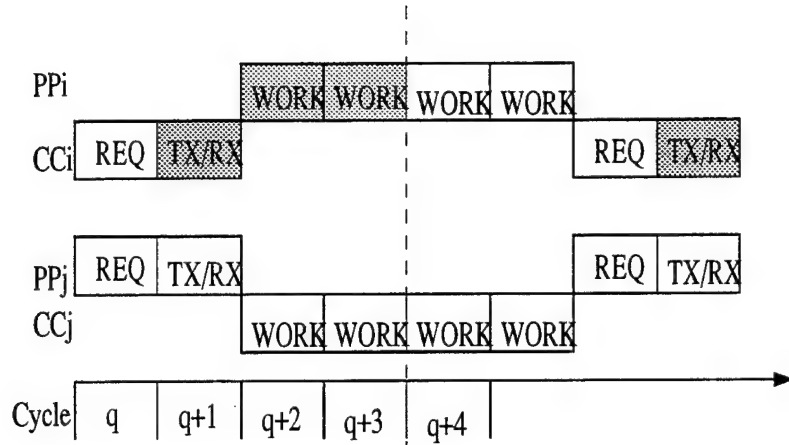 PPi
WORK WORK WORK WORK
CCi
REQ TX/RX REQ TX/RX
PPj
REQ TX/RX REQ TX/RX
CCj
WORK WORK WORK WORK
Cycle q q+1 q+2 q+3 q+4